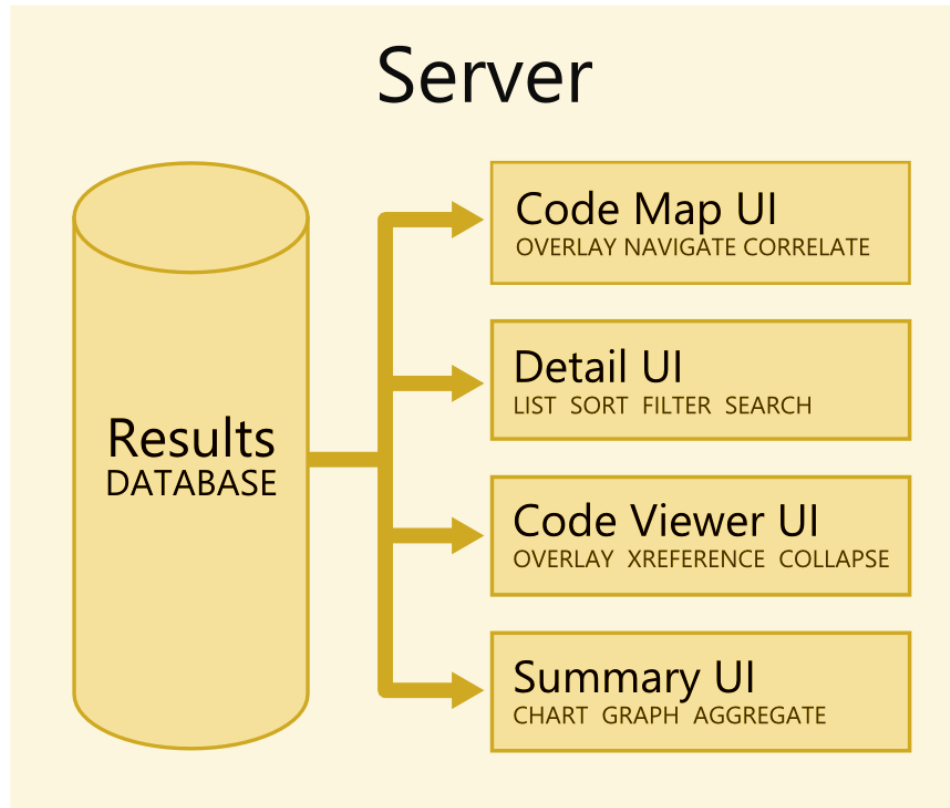 Server
Results
DATABASE
Code Map UI
OVERLAY NAVIGATE CORRELATE
Detail UI
LIST SORT FILTER SEARCH
Code Viewer UI
OVERLAY XREFERENCE COLLAPSE
Summary UI
CHART GRAPH AGGREGATE